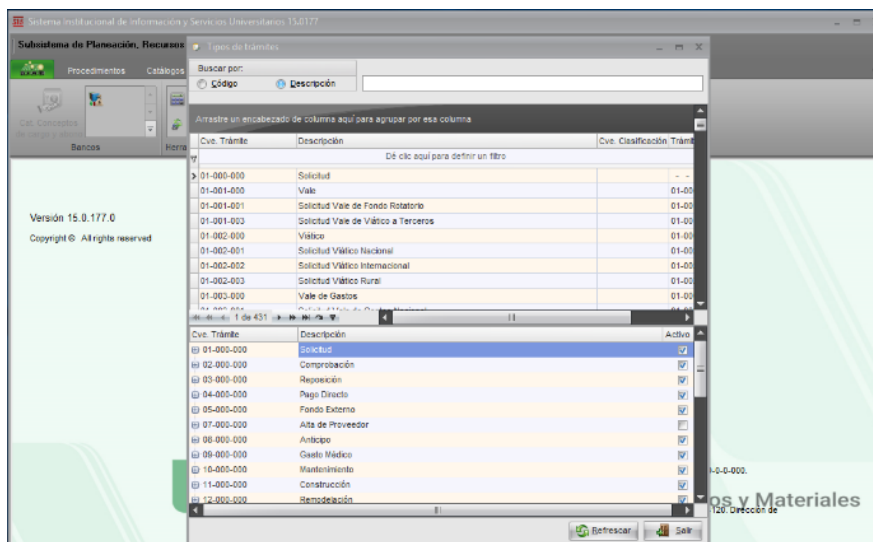 Sistema Institucional de Información y Servicios Universitarios 15.0177
Subsistema de Planeación, Recursos
Tipos de trámites
Procedimientos Catálogos
Buscar por:
Código Descripción
Cat. Conceptos
de cargo y abono
Bancos Herra
Arrastre un encabezado de columna aquí para agrupar por esa columna
Cve. Trámite Descripción Cve. Clasificación Trámit
Dé clic aquí para definir un filtro
01-000-000 Solicitud - -
01-001-000 Vale 01-00
01-001-001 Solicitud Vale de Fondo Rotatorio 01-00
01-001-003 Solicitud Vale de Viático a Terceros 01-00
01-002-000 Viático 01-00
01-002-001 Solicitud Viático Nacional 01-00
01-002-002 Solicitud Viático Internacional 01-00
01-002-003 Solicitud Viático Rural 01-00
01-003-000 Vale de Gastos 01-00
Versión 15.0.177.0
Copyright © All rights reserved
1 de 431
Cve. Trámite Descripción Activo
01-000-000 Solicitud
02-000-000 Comprobación
03-000-000 Reposición
04-000-000 Pago Directo
05-000-000 Fondo Externo
07-000-000 Alta de Proveedor
08-000-000 Anticipo
09-000-000 Gasto Médico
10-000-000 Mantenimiento
11-000-000 Construcción
12-000-000 Remodelación
0-0-000.
os y Materiales
120. Dirección de
Refrescar Salir